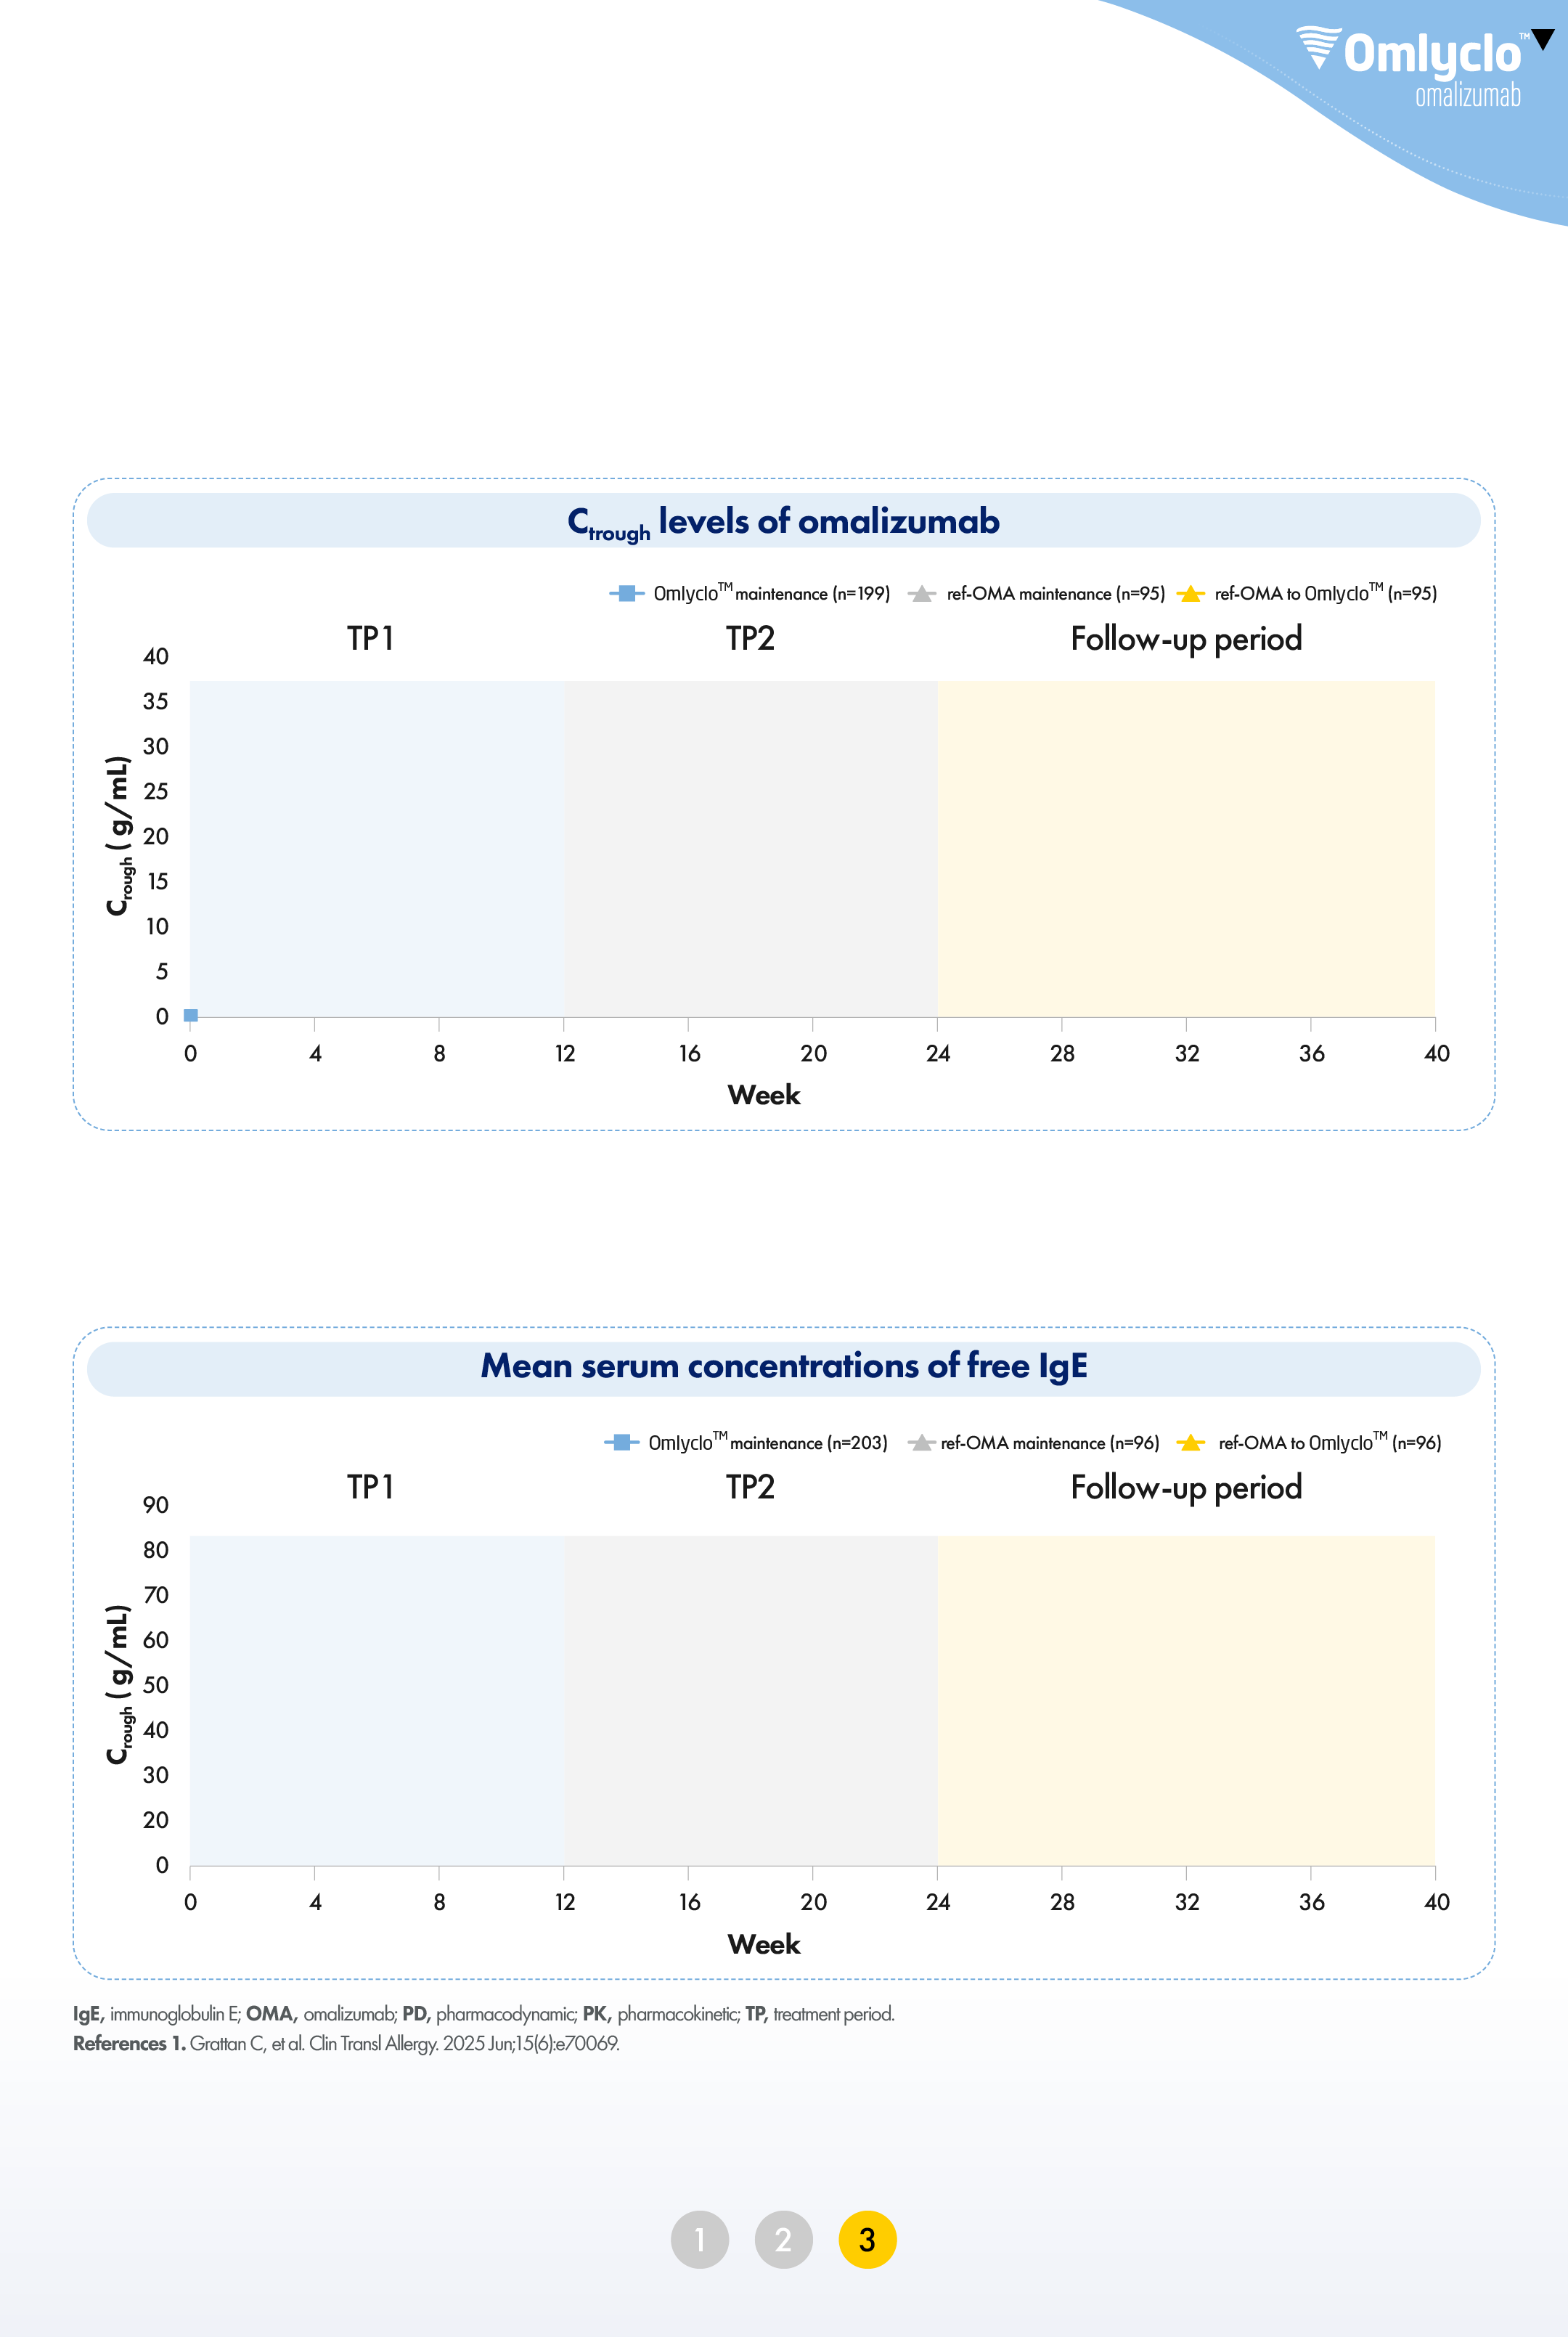 Omlyclo™▼
omalizumab
Ctrough levels of omalizumab
Omlyclo™ maintenance (n=199) ref-OMA maintenance (n=95) ref-OMA to Omlyclo™ (n=95)
TP1 TP2 Follow-up period
40
35
30
25
20
15
10
5
0
Crough ( g/mL)
0 4 8 12 16 20 24 28 32 36 40
Week
Mean serum concentrations of free IgE
Omlyclo™ maintenance (n=203) ref-OMA maintenance (n=96) ref-OMA to Omlyclo™ (n=96)
TP1 TP2 Follow-up period
90
80
70
60
50
40
30
20
0
Crough ( g/mL)
0 4 8 12 16 20 24 28 32 36 40
Week
IgE, immunoglobulin E; OMA, omalizumab; PD, pharmacodynamic; PK, pharmacokinetic; TP, treatment period.
References 1. Grattan C, et al. Clin Transl Allergy. 2025 Jun;15(6):e70069.
1 2 3